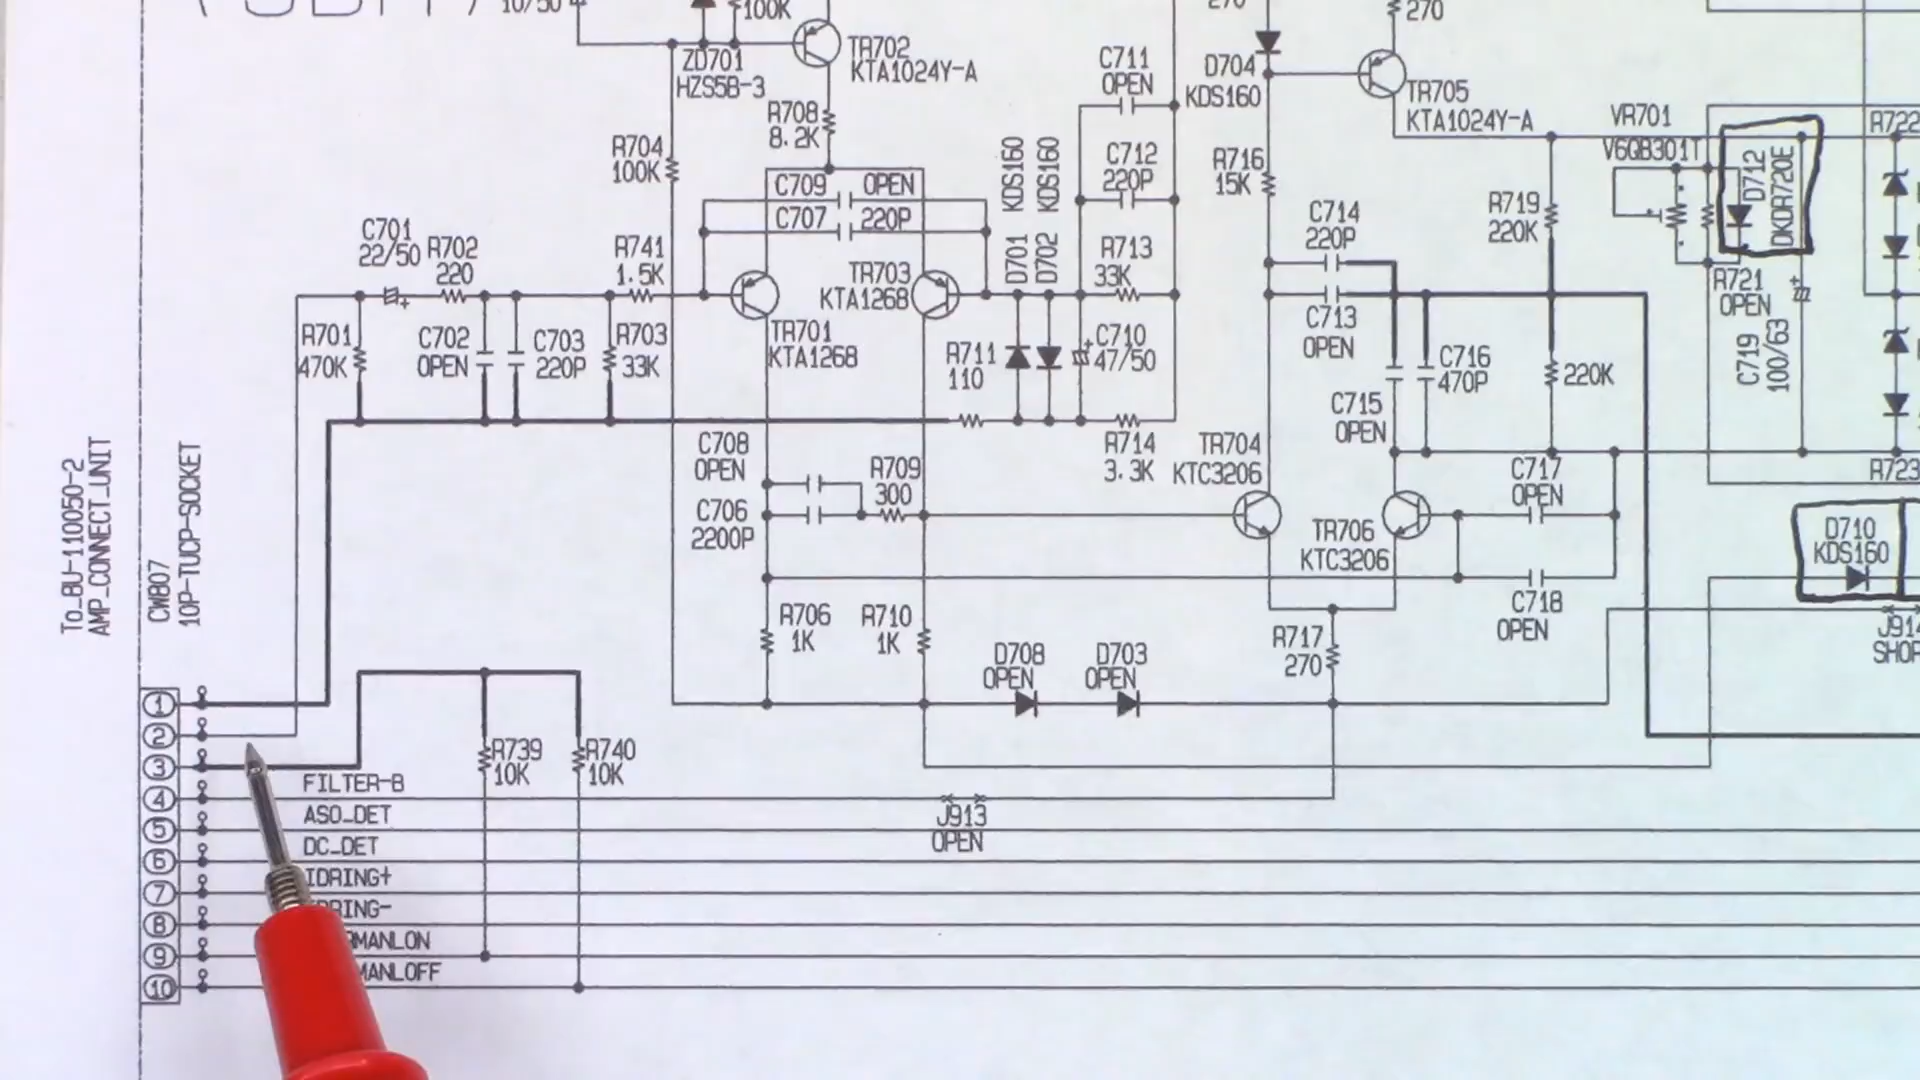 10/50
100K
270
270
ZD701
HZS5B-3
TR702
KTA1024Y-A
C711
OPEN
D704
KDS160
TR705
KTA1024Y-A
R708
8.2K
R704
100K
C712
220P
R716
15K
VR701
V6QB301T
D712
DKDR720E
R722
C709 OPEN
C707 220P
D701 KDS160
D702 KDS160
C714
220P
R719
220K
C701
22/50
R702
220
R741
1.5K
TR703
KTA1268
R713
33K
R721
OPEN
C719
100/63
R701
470K
C702
OPEN
C703
220P
R703
33K
TR701
KTA1268
R711
110
C710
47/50
C713
OPEN
C716
470P
220K
C715
OPEN
C708
OPEN
R709
300
R714
3.3K
TR704
KTC3206
C717
OPEN
R723
C706
2200P
TR706
KTC3206
D710
KDS160
To_BU-110050-2
AMP_CONNECT_UNIT
CW807
10P-TUCP-SOCKET
R706
1K
R710
1K
C718
OPEN
J914
D708
OPEN
D703
OPEN
R717
270
1
2
3
4
5
6
7
8
9
10
R739
10K
R740
10K
FILTER-B
ASO_DET
DC_DET
IDRING+
J913
OPEN